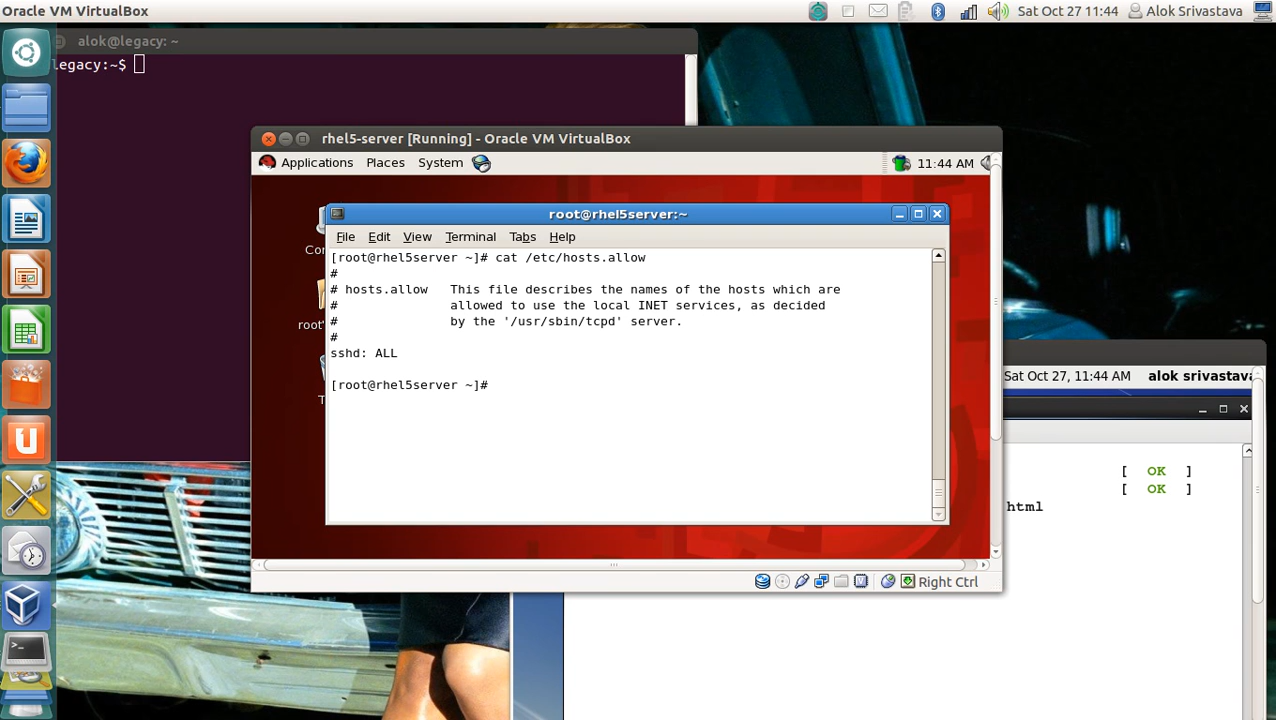 Oracle VM VirtualBox
Sat Oct 27 11:44
Alok Srivastava
alok@legacy: ~
legacy:~$
rhel5-server [Running] - Oracle VM VirtualBox
Applications Places System
11:44 AM
root@rhel5server:~
File Edit View Terminal Tabs Help
[root@rhel5server ~]# cat /etc/hosts.allow
#
# hosts.allow This file describes the names of the hosts which are
# allowed to use the local INET services, as decided
# by the '/usr/sbin/tcpd' server.
#
sshd: ALL
[root@rhel5server ~]#
Co
root'
T
Right Ctrl
Sat Oct 27, 11:44 AM alok srivastava
[ OK ]
[ OK ]
html